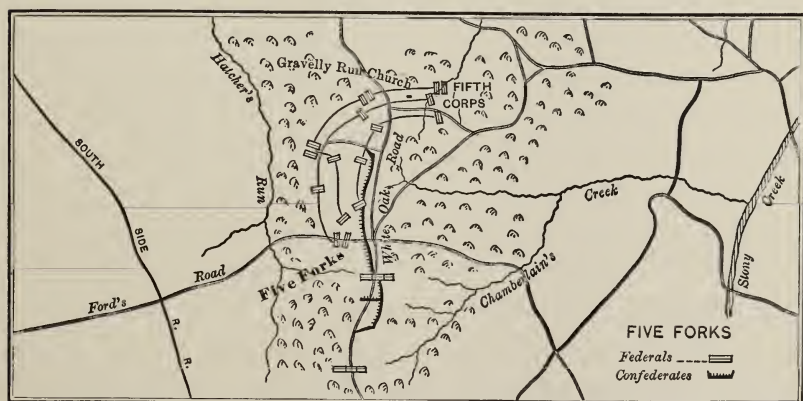 Hatcher's
Run
Gravelly Run Church
FIFTH
CORPS
White Oak Road
SOUTH
SIDE
R. R.
Ford's Road
Five Forks
Chamberlain's
Creek
Stony Creek
FIVE FORKS
Federals
Confederates